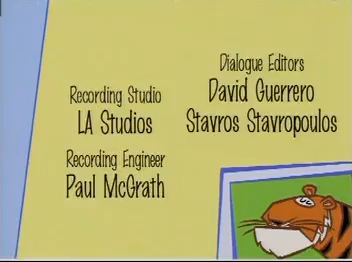 Recording Studio
LA Studios
Recording Engineer
Paul McGrath
Dialogue Editors
David Guerrero
Stavros Stavropoulos